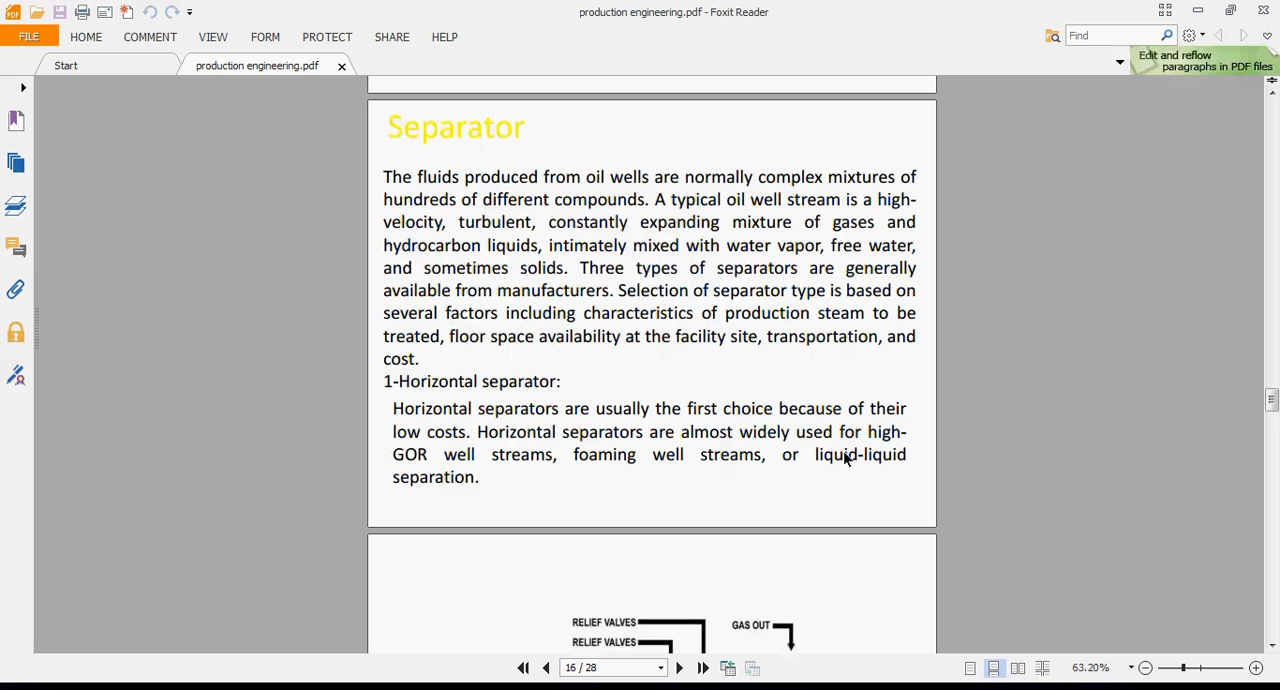 production engineering.pdf - Foxit Reader
FILE HOME COMMENT VIEW FORM PROTECT SHARE HELP
Find
Start
production engineering.pdf
Edit and reflow
paragraphs in PDF files
Separator
The fluids produced from oil wells are normally complex mixtures of
hundreds of different compounds. A typical oil well stream is a high-
velocity, turbulent, constantly expanding mixture of gases and
hydrocarbon liquids, intimately mixed with water vapor, free water,
and sometimes solids. Three types of separators are generally
available from manufacturers. Selection of separator type is based on
several factors including characteristics of production steam to be
treated, floor space availability at the facility site, transportation, and
cost.
1-Horizontal separator:
Horizontal separators are usually the first choice because of their
low costs. Horizontal separators are almost widely used for high-
GOR well streams, foaming well streams, or liquid-liquid
separation.
RELIEF VALVES
GAS OUT
RELIEF VALVES
16 / 28
63.20%